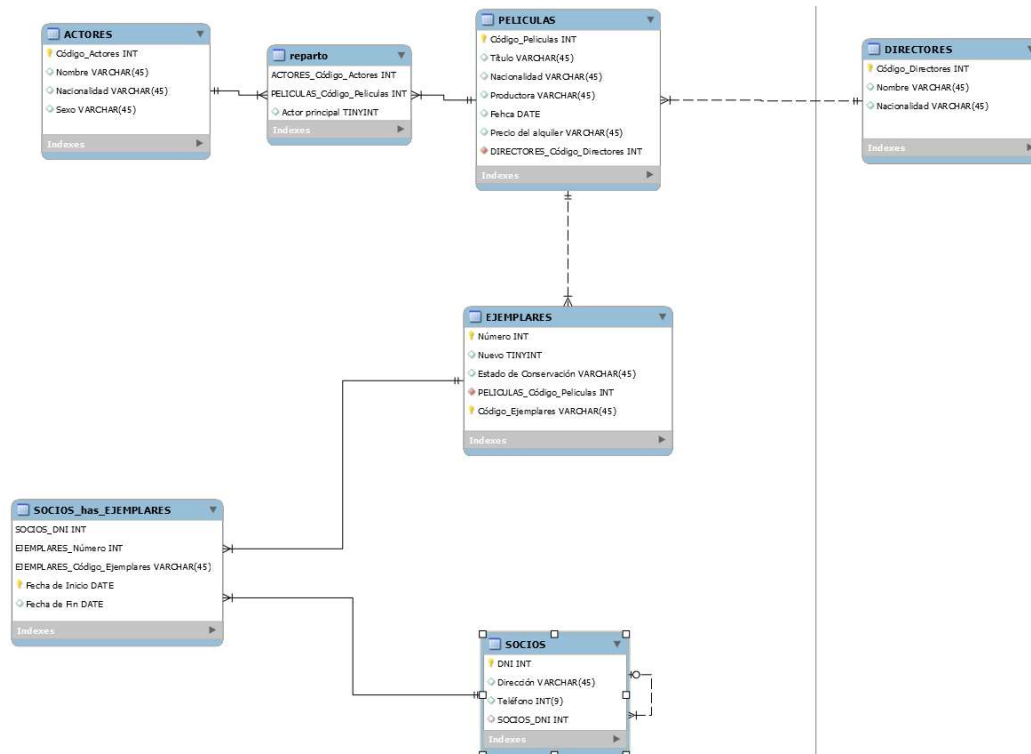 ACTORES
Código_Actores INT
Nombre VARCHAR(45)
Nacionalidad VARCHAR(45)
Sexo VARCHAR(45)
Indexes
reparto
ACTORES_Código_Actores INT
PELICULAS_Código_Peliculas INT
Actor principal TINYINT
Indexes
PELICULAS
Código_Peliculas INT
Título VARCHAR(45)
Nacionalidad VARCHAR(45)
Productora VARCHAR(45)
Fehca DATE
Precio del alquiler VARCHAR(45)
DIRECTORES_Código_Directores INT
Indexes
DIRECTORES
Código_Directores INT
Nombre VARCHAR(45)
Nacionalidad VARCHAR(45)
Indexes
EJEMPLARES
Número INT
Nuevo TINYINT
Estado de Conservación VARCHAR(45)
PELICULAS_Código_Peliculas INT
Código_Ejemplares VARCHAR(45)
Indexes
SOCIOS_has_EJEMPLARES
SOCIOS_DNI INT
EJEMPLARES_Número INT
EJEMPLARES_Código_Ejemplares VARCHAR(45)
Fecha de Inicio DATE
Fecha de Fin DATE
Indexes
SOCIOS
DNI INT
Dirección VARCHAR(45)
Teléfono INT(9)
SOCIOS_DNI INT
Indexes